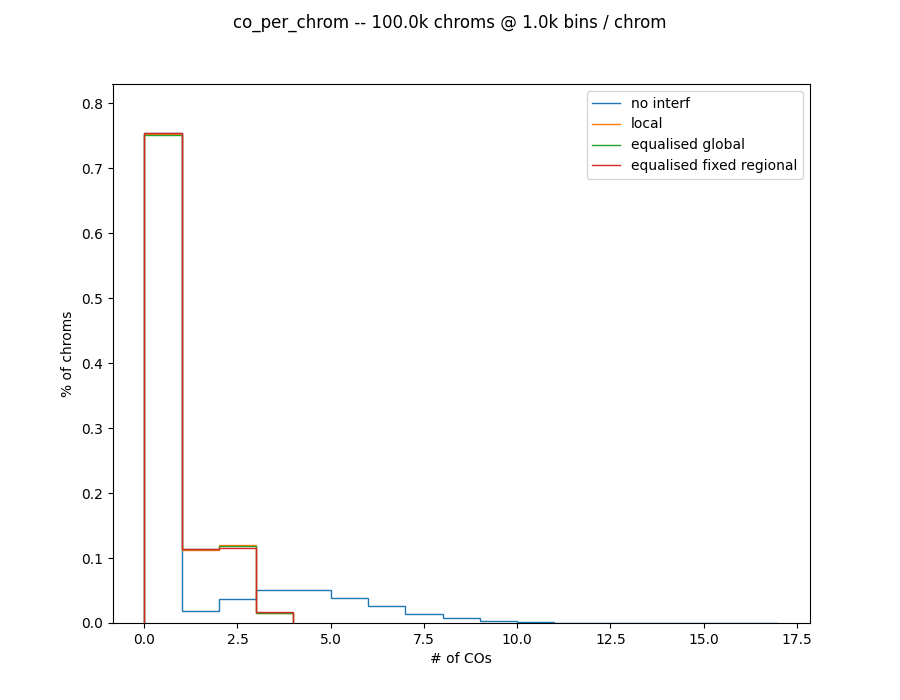 co_per_chrom -- 100.0k chroms @ 1.0k bins / chrom
no interf
local
equalised global
equalised fixed regional
0.8
0.7
0.6
0.5
0.4
0.3
0.2
0.1
0.0
% of chroms
0.0 2.5 5.0 7.5 10.0 12.5 15.0 17.5
# of COs